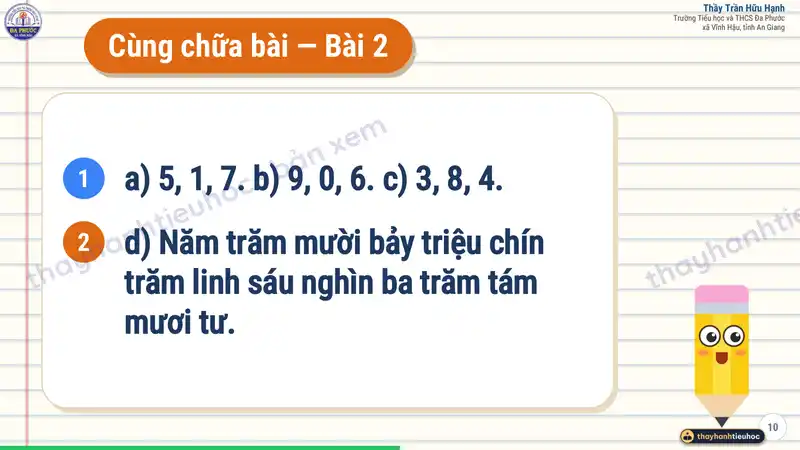 Thầy Trần Hữu Hạnh
Trường Tiểu học và THCS Đa Phước
xã Vĩnh Hậu, tỉnh An Giang
ĐA PHƯỚC
Cùng chữa bài – Bài 2
1
a) 5, 1, 7. b) 9, 0, 6. c) 3, 8, 4.
2
d) Năm trăm mười bảy triệu chín
trăm linh sáu nghìn ba trăm tám
mươi tư.
10
thayhanhtieuhoc